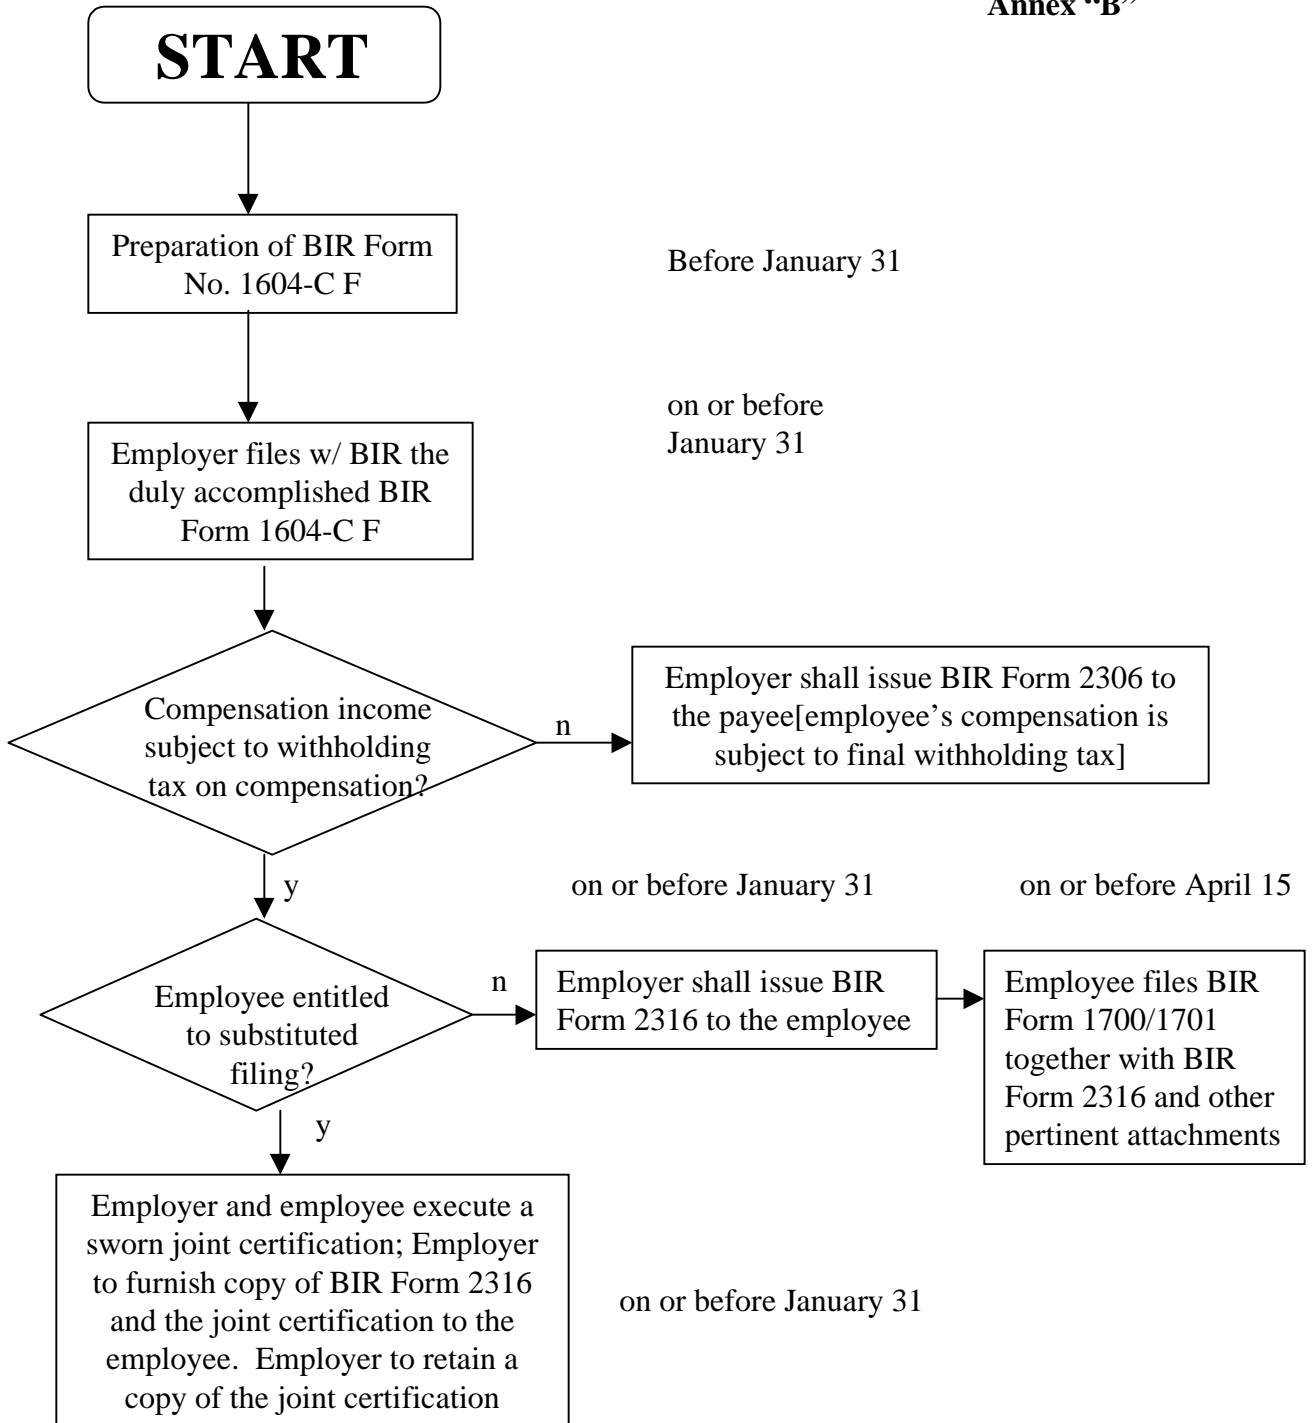 Annex “B”
START
Preparation of BIR Form
No. 1604-C F
Before January 31
on or before
January 31
Employer files w/ BIR the
duly accomplished BIR
Form 1604-C F
Compensation income
subject to withholding
tax on compensation?
n
Employer shall issue BIR Form 2306 to
the payee[employee’s compensation is
subject to final withholding tax]
y
on or before January 31
on or before April 15
Employee entitled
to substituted
filing?
n
Employer shall issue BIR
Form 2316 to the employee
Employee files BIR
Form 1700/1701
together with BIR
Form 2316 and other
pertinent attachments
y
Employer and employee execute a
sworn joint certification; Employer
to furnish copy of BIR Form 2316
and the joint certification to the
employee.  Employer to retain a
copy of the joint certification
on or before January 31